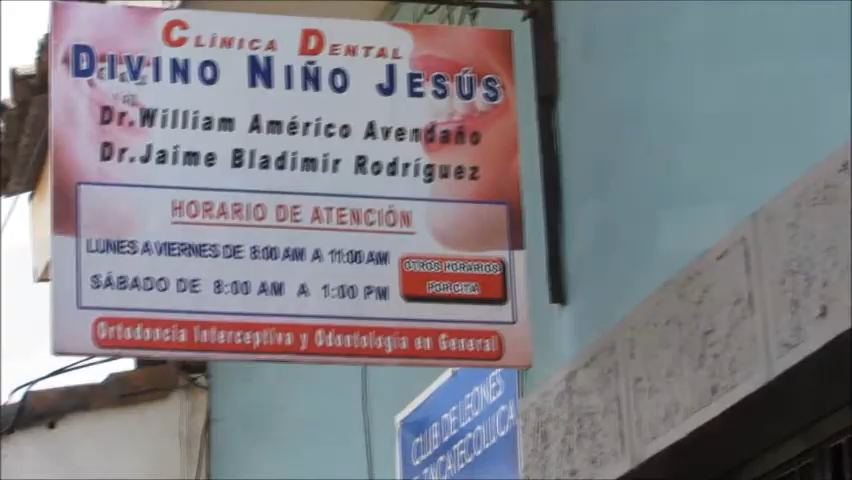 Clínica Dental
Divino Niño Jesús
Dr. William Américo Avendaño
Dr. Jaime Bladimir Rodríguez
HORARIO DE ATENCIÓN
LUNES A VIERNES DE 8:00 AM A 11:00 AM
SÁBADO DE 8:00 AM A 1:00 PM
OTROS HORARIOS
POR CITA
Ortodoncia Interceptiva y Odontología en General
CLUB DE LEONES
ZACATECOLUCA